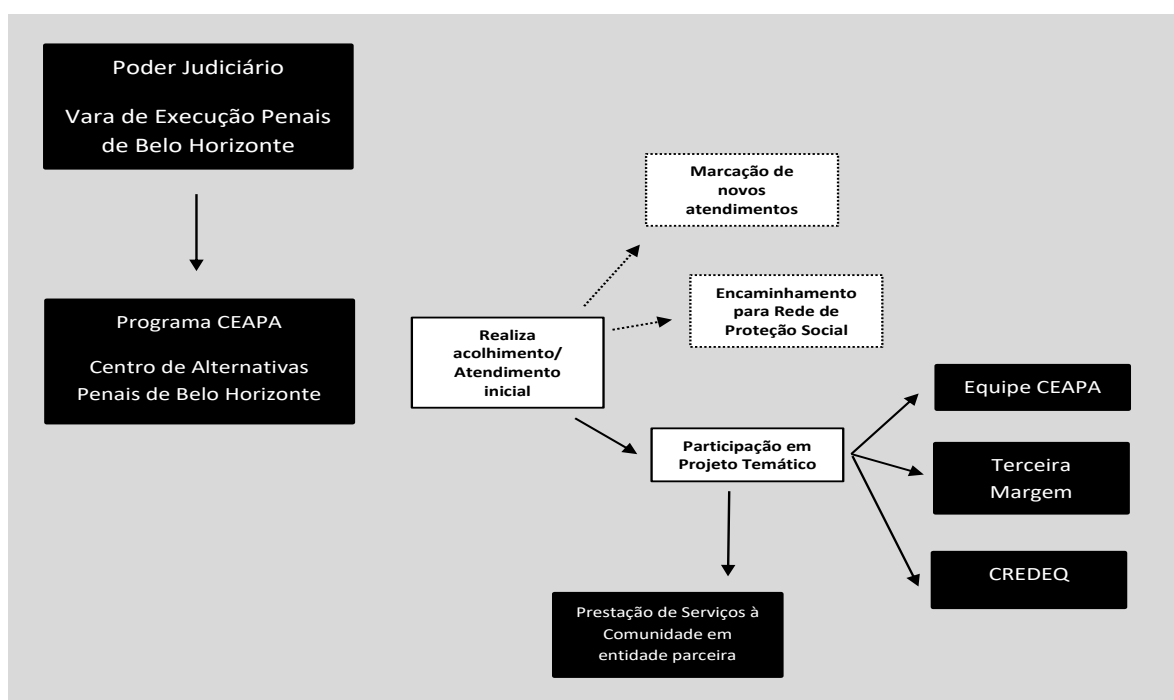 Poder Judiciário
Vara de Execução Penais
de Belo Horizonte
Programa CEAPA
Centro de Alternativas
Penais de Belo Horizonte
Realiza
acolhimento/
Atendimento
inicial
Marcação de
novos
atendimentos
Encaminhamento
para Rede de
Proteção Social
Participação em
Projeto Temático
Equipe CEAPA
Terceira
Margem
CREDEQ
Prestação de Serviços à
Comunidade em
entidade parceira